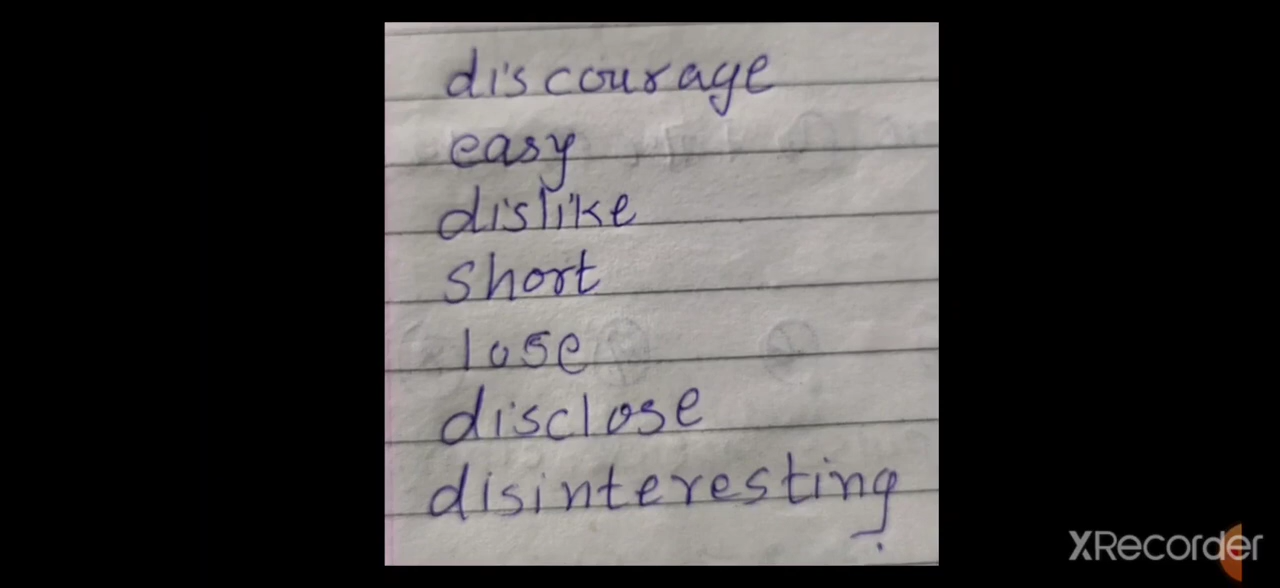 discourage
easy
dislike
short
lose
disclose
disinteresting
XRecorder